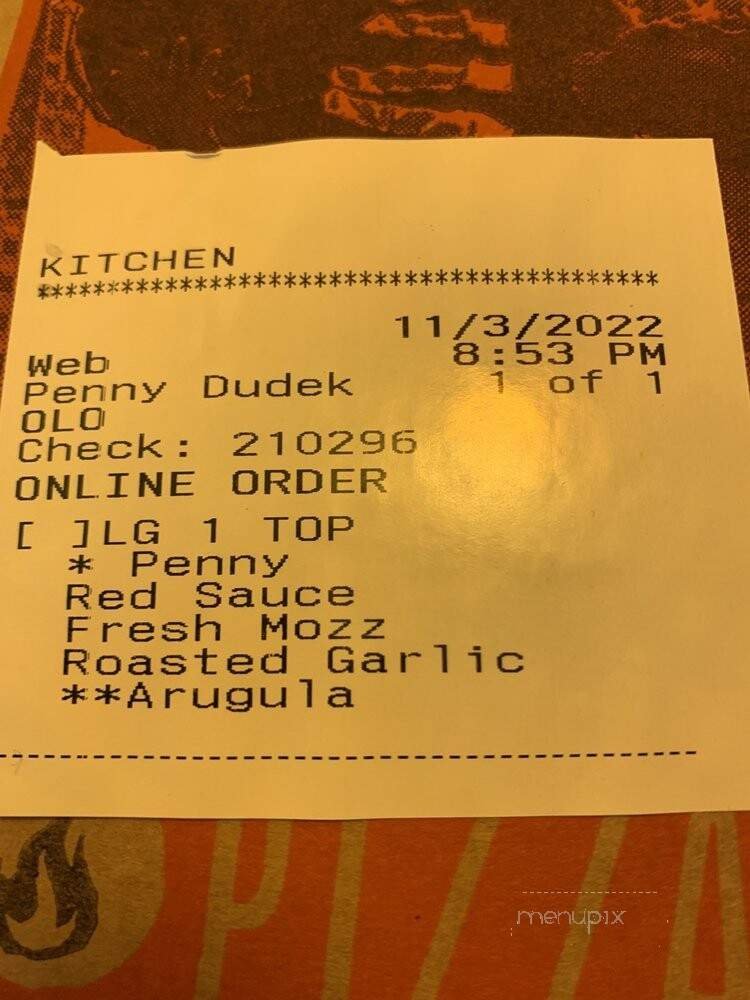 KITCHEN
*******************************************
11/3/2022
Web 8:53 PM
Penny Dudek 1 of 1
OLO
Check: 210296
ONLINE ORDER
[ ]LG 1 TOP
* Penny
Red Sauce
Fresh Mozz
Roasted Garlic
**Arugula
PIZZA
menupix